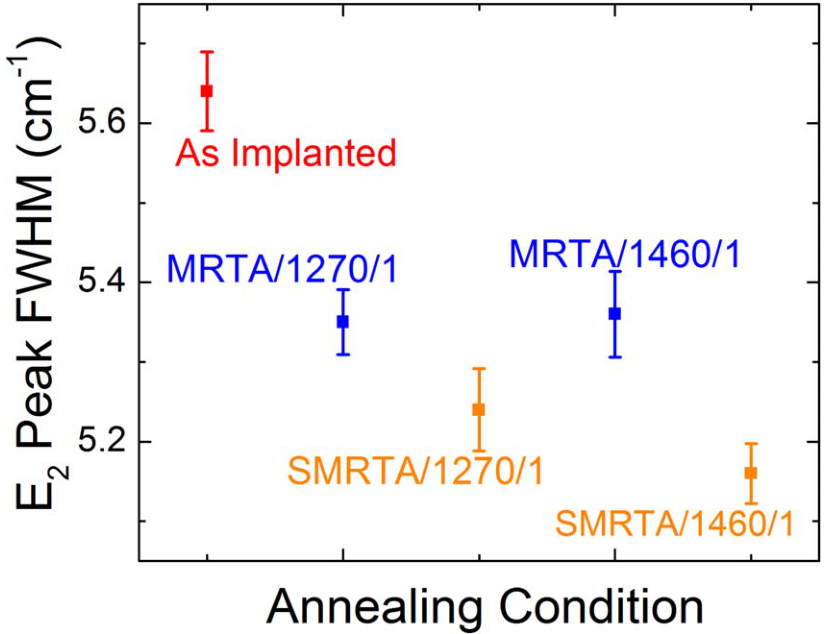 E₂ Peak FWHM (cm⁻¹)
5.6
5.4
5.2
As Implanted
MRTA/1270/1
MRTA/1460/1
SMRTA/1270/1
SMRTA/1460/1
Annealing Condition